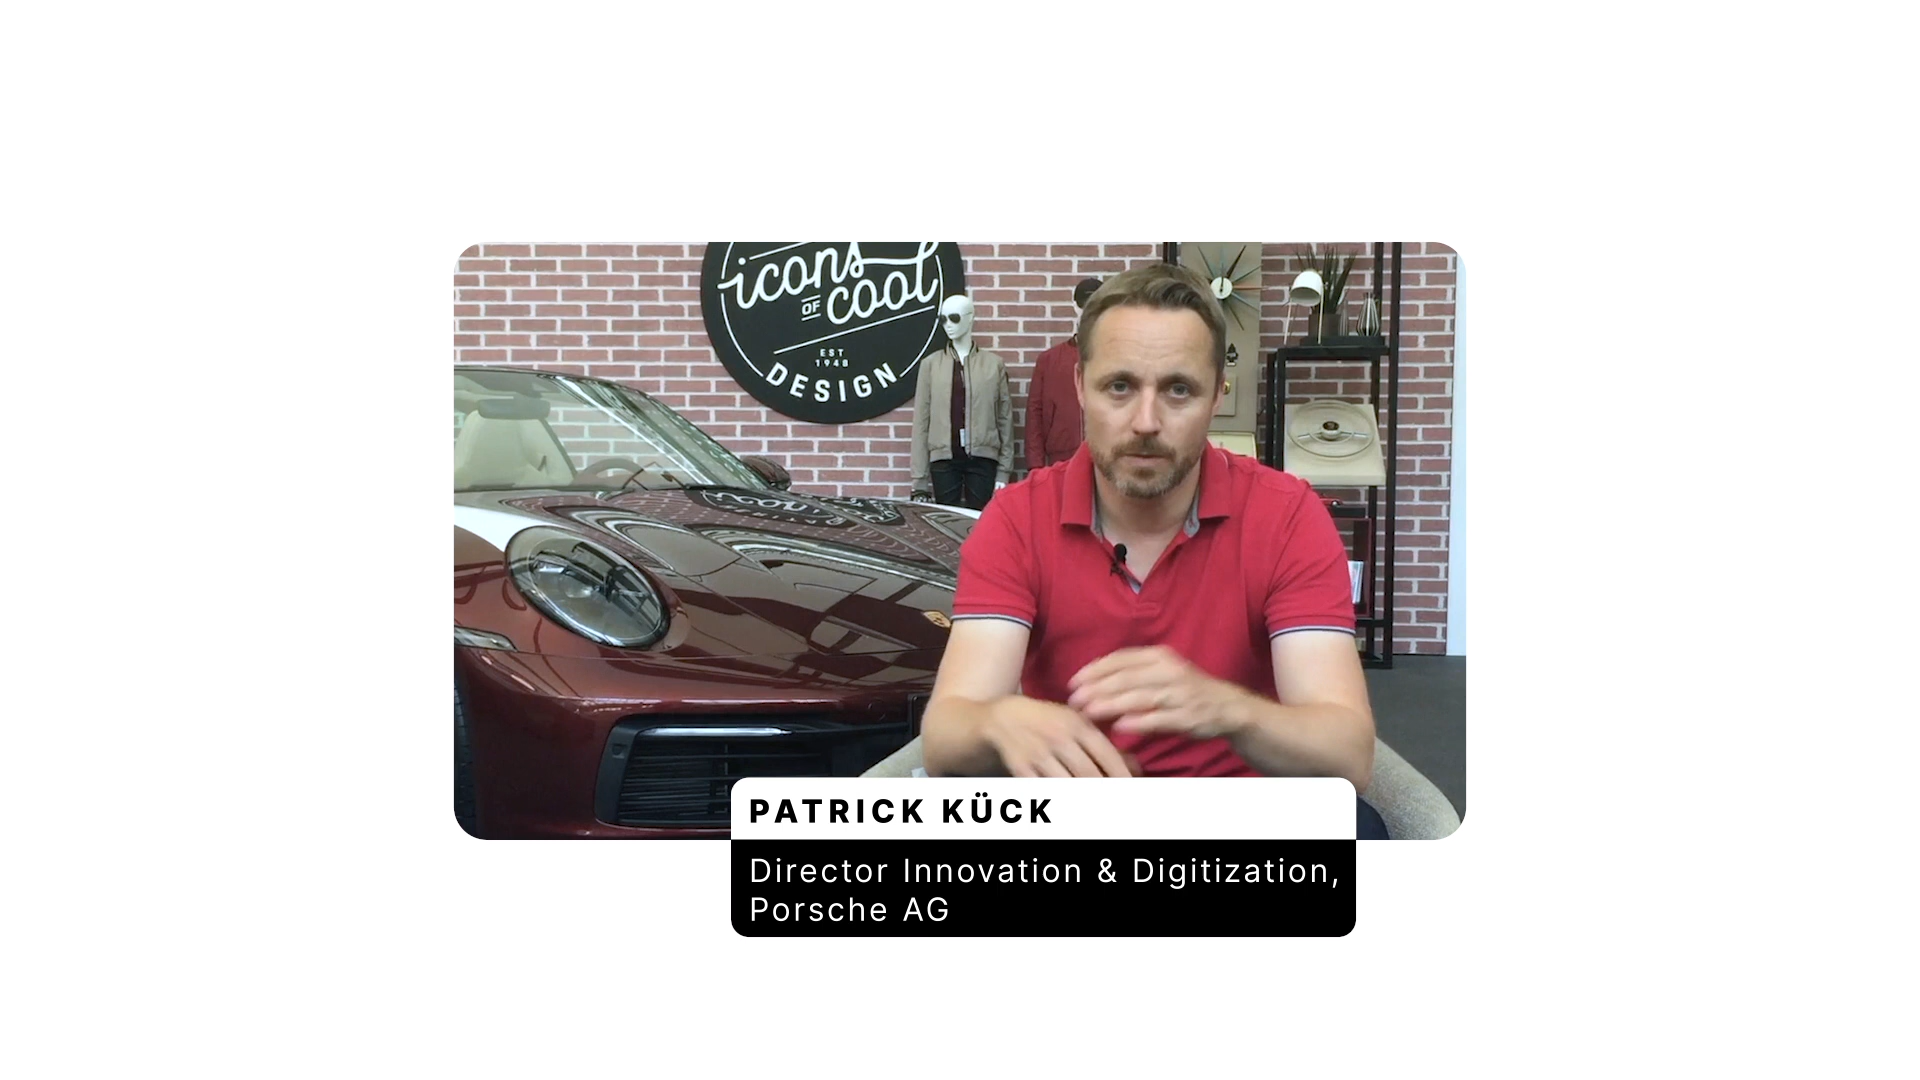 icons
OF
cool
EST
1948
DESIGN
PATRICK KÜCK
Director Innovation & Digitization,
Porsche AG